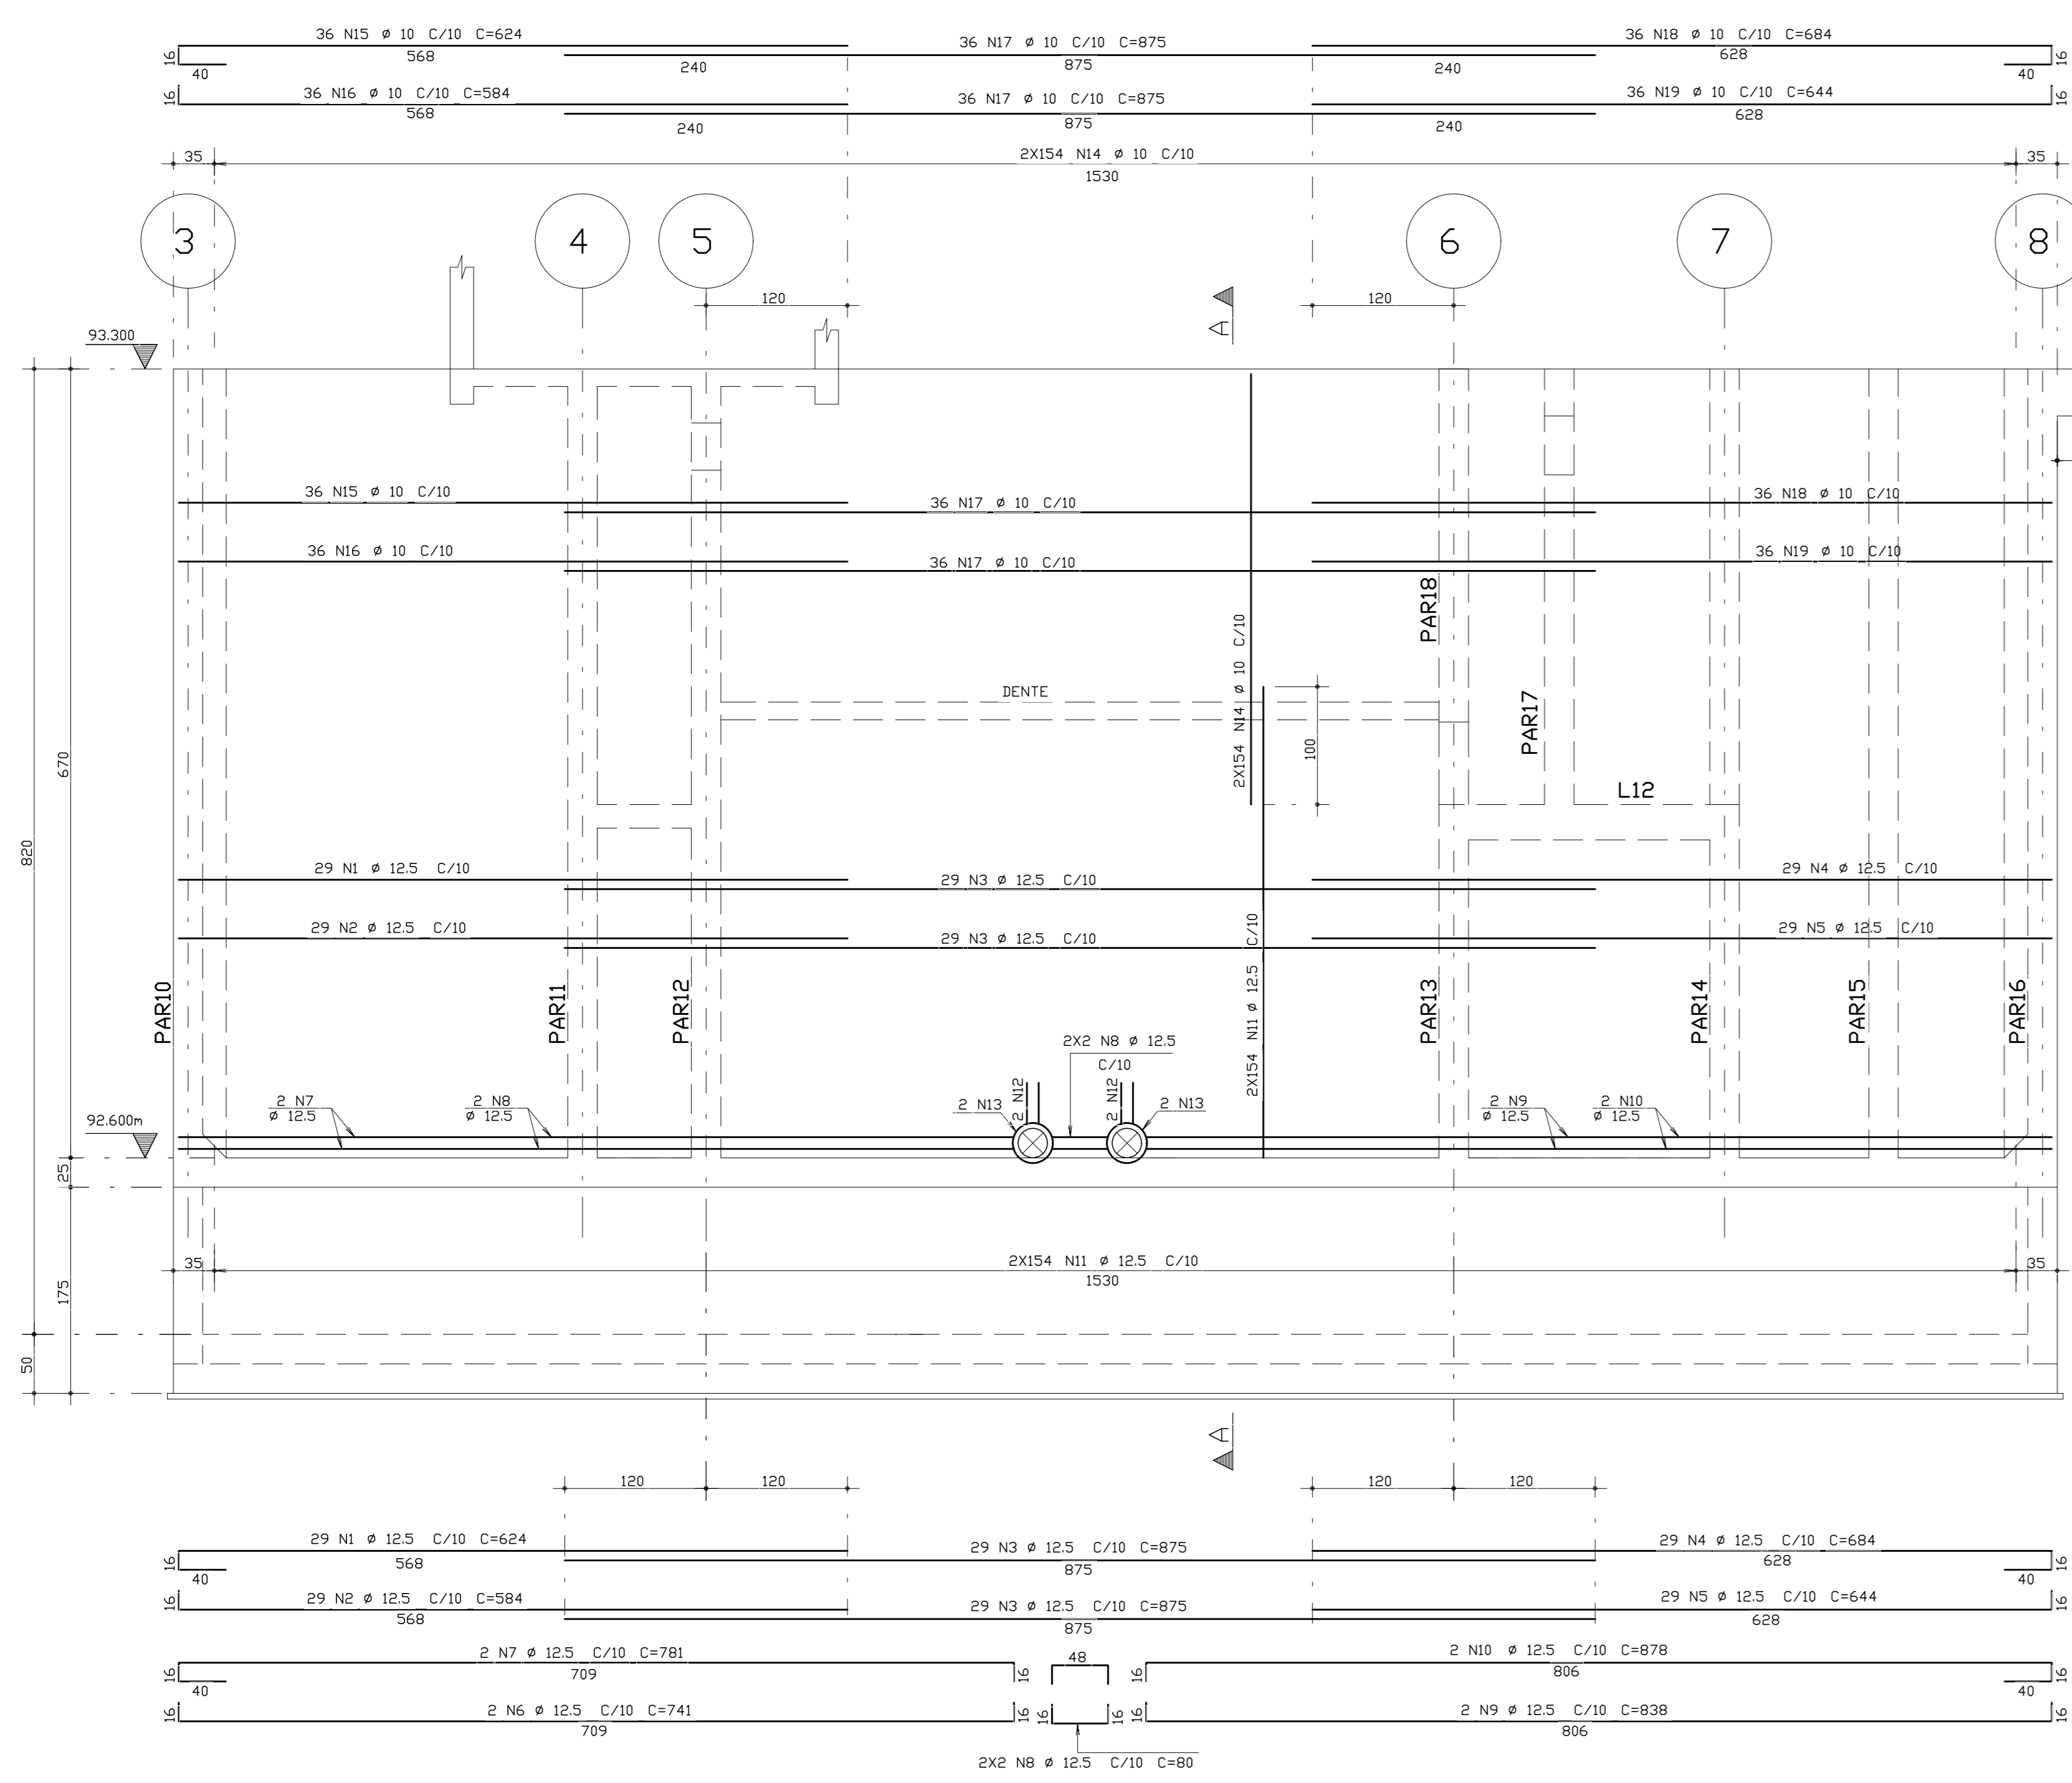 36 N15 ø 10 C/10 C=624
568
16
40
36 N17 ø 10 C/10 C=875
875
240
240
36 N18 ø 10 C/10 C=684
628
16
40
36 N16 ø 10 C/10 C=584
568
16
36 N17 ø 10 C/10 C=875
875
240
240
36 N19 ø 10 C/10 C=644
628
16
35
2X154 N14 ø 10 C/10
1530
35
3
4
5
6
7
8
120
120
A
93.300
36 N15 ø 10 C/10
36 N17 ø 10 C/10
36 N18 ø 10 C/10
36 N16 ø 10 C/10
36 N17 ø 10 C/10
36 N19 ø 10 C/10
PAR18
2X154 N14 ø 10 C/10
DENTE
PAR17
100
670
L12
820
29 N1 ø 12.5 C/10
29 N3 ø 12.5 C/10
29 N4 ø 12.5 C/10
29 N2 ø 12.5 C/10
29 N3 ø 12.5 C/10
29 N5 ø 12.5 C/10
2X154 N11 ø 12.5 C/10
PAR10
PAR11
PAR12
PAR13
PAR14
PAR15
PAR16
2X2 N8 ø 12.5
C/10
2 N7
ø 12.5
2 N8
ø 12.5
2 N13
2 N12
2 N12
2 N13
2 N9
ø 12.5
2 N10
ø 12.5
92.600m
25
35
2X154 N11 ø 12.5 C/10
1530
35
175
50
A
120
120
120
120
29 N1 ø 12.5 C/10 C=624
568
16
40
29 N3 ø 12.5 C/10 C=875
875
29 N4 ø 12.5 C/10 C=684
628
16
40
29 N2 ø 12.5 C/10 C=584
568
16
29 N3 ø 12.5 C/10 C=875
875
29 N5 ø 12.5 C/10 C=644
628
16
2 N7 ø 12.5 C/10 C=781
709
16
40
16
48
16
2 N10 ø 12.5 C/10 C=878
806
16
40
2 N6 ø 12.5 C/10 C=741
709
16
16
16
16
16
2 N9 ø 12.5 C/10 C=838
806
16
2X2 N8 ø 12.5 C/10 C=80